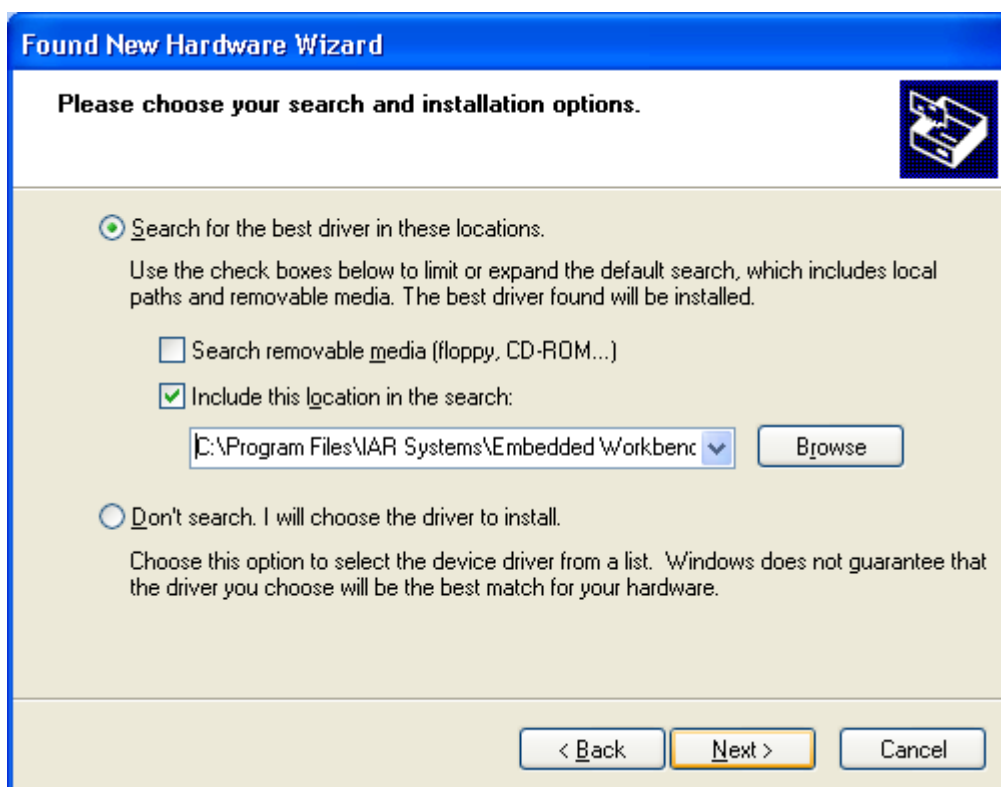 Found New Hardware Wizard
Please choose your search and installation options.
Search for the best driver in these locations.
Use the check boxes below to limit or expand the default search, which includes local
paths and removable media. The best driver found will be installed.
Search removable media (floppy, CD-ROM...)
Include this location in the search:
C:\Program Files\IAR Systems\Embedded Workbenc
Browse
Don't search. I will choose the driver to install.
Choose this option to select the device driver from a list. Windows does not guarantee that
the driver you choose will be the best match for your hardware.
< Back Next > Cancel